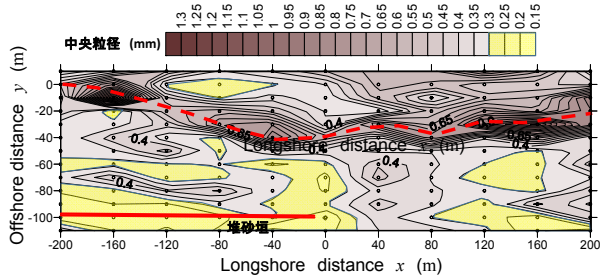 1.3 1.25 1.2 1.15 1.1 1.05 1 0.95 0.9 0.85 0.8 0.75 0.7 0.65 0.6 0.55 0.5 0.45 0.4 0.35 0.3 0.25 0.2 0.15
中央粒径 (mm)
Offshore distance y (m)
0
-20
-40
-60
-80
-100
0.85
0.4
0.65
0.4
0.4
Longshore distance x (m)
0.4
0.4
堆砂垣
-200 -160 -120 -80 -40 0 40 80 120 160 200
Longshore distance x (m)